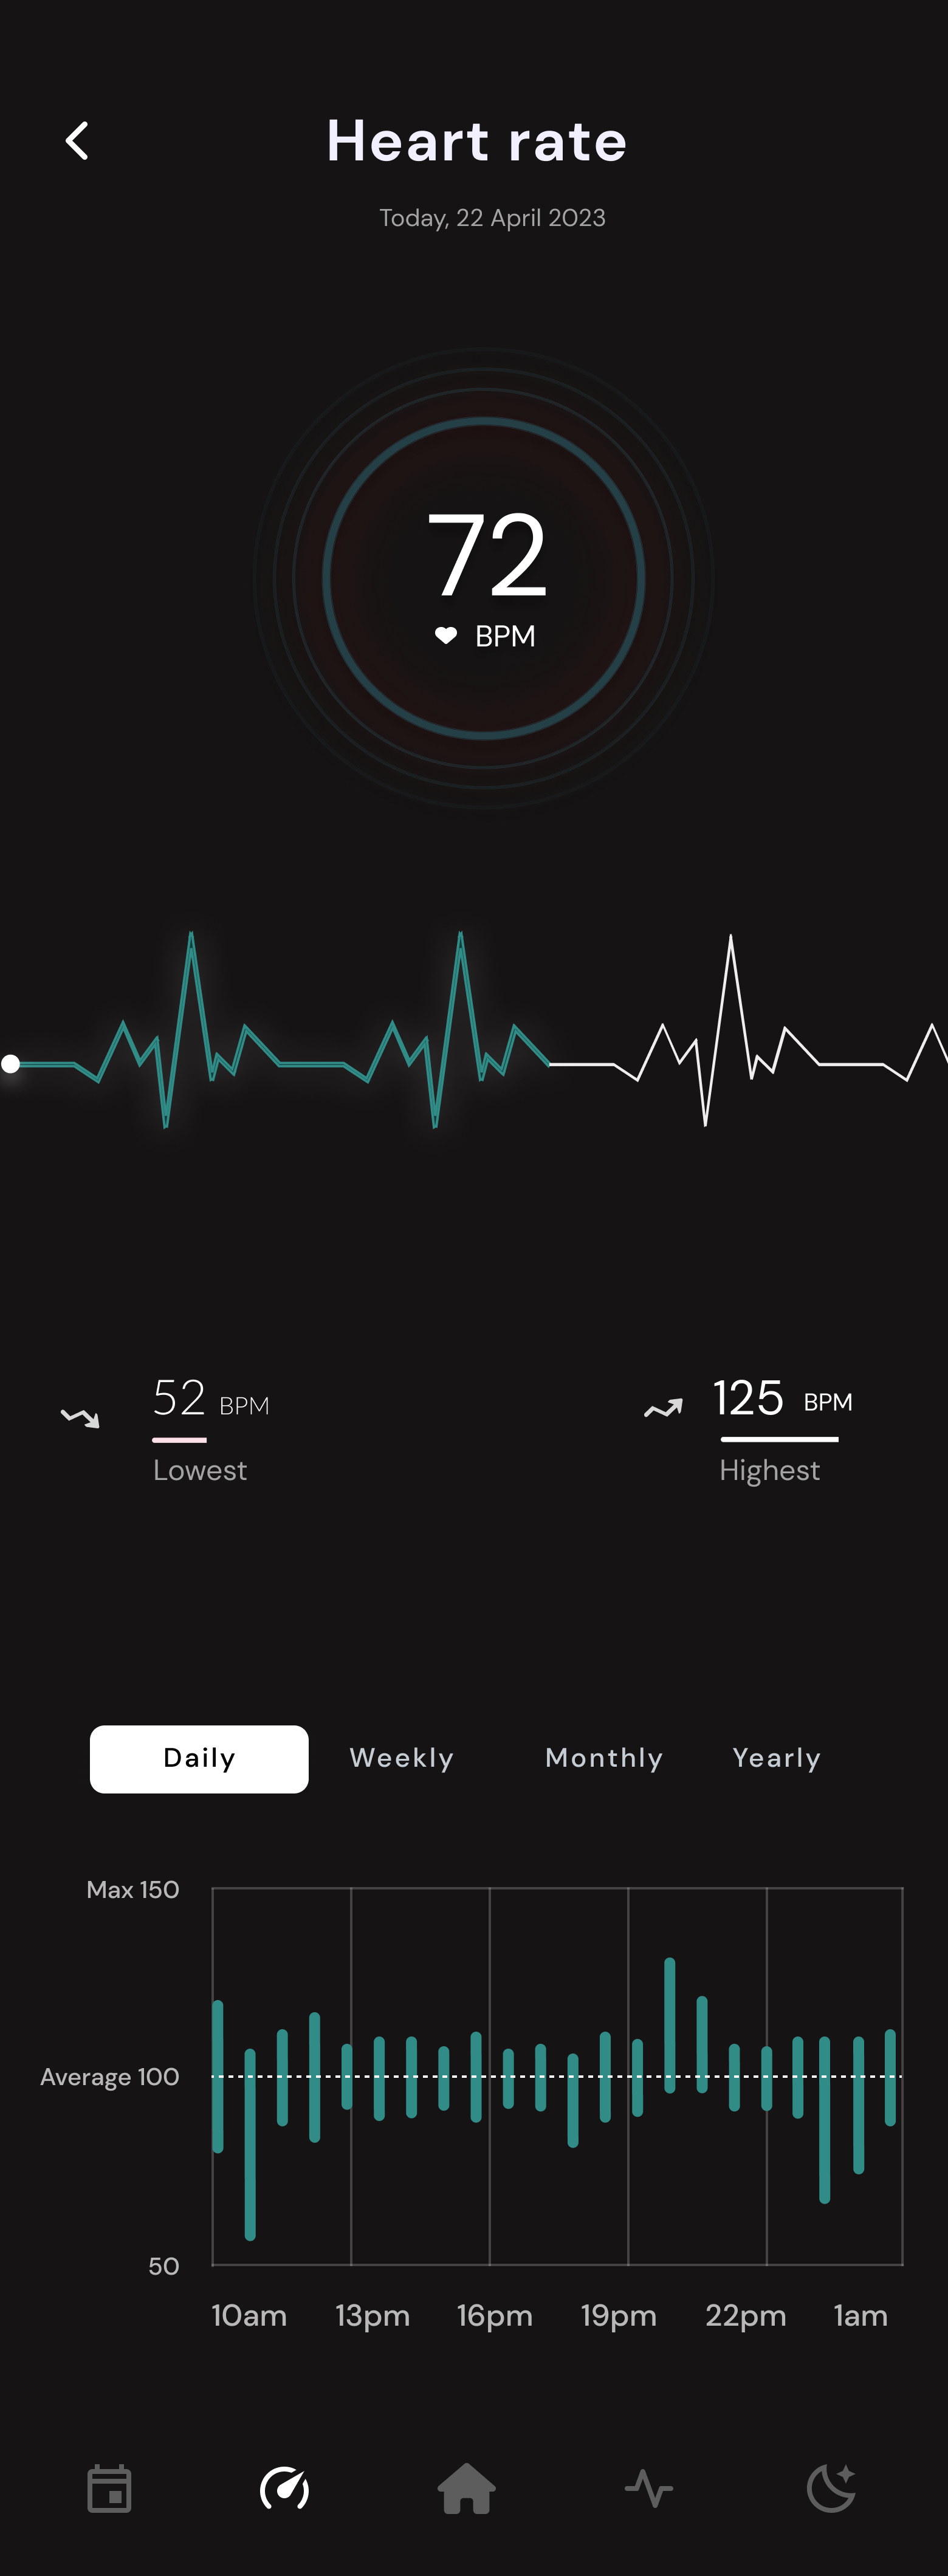 Heart rate
Today, 22 April 2023
72
BPM
52 BPM
Lowest
125 BPM
Highest
Daily Weekly Monthly Yearly
Max 150
Average 100
50
10am 13pm 16pm 19pm 22pm 1am